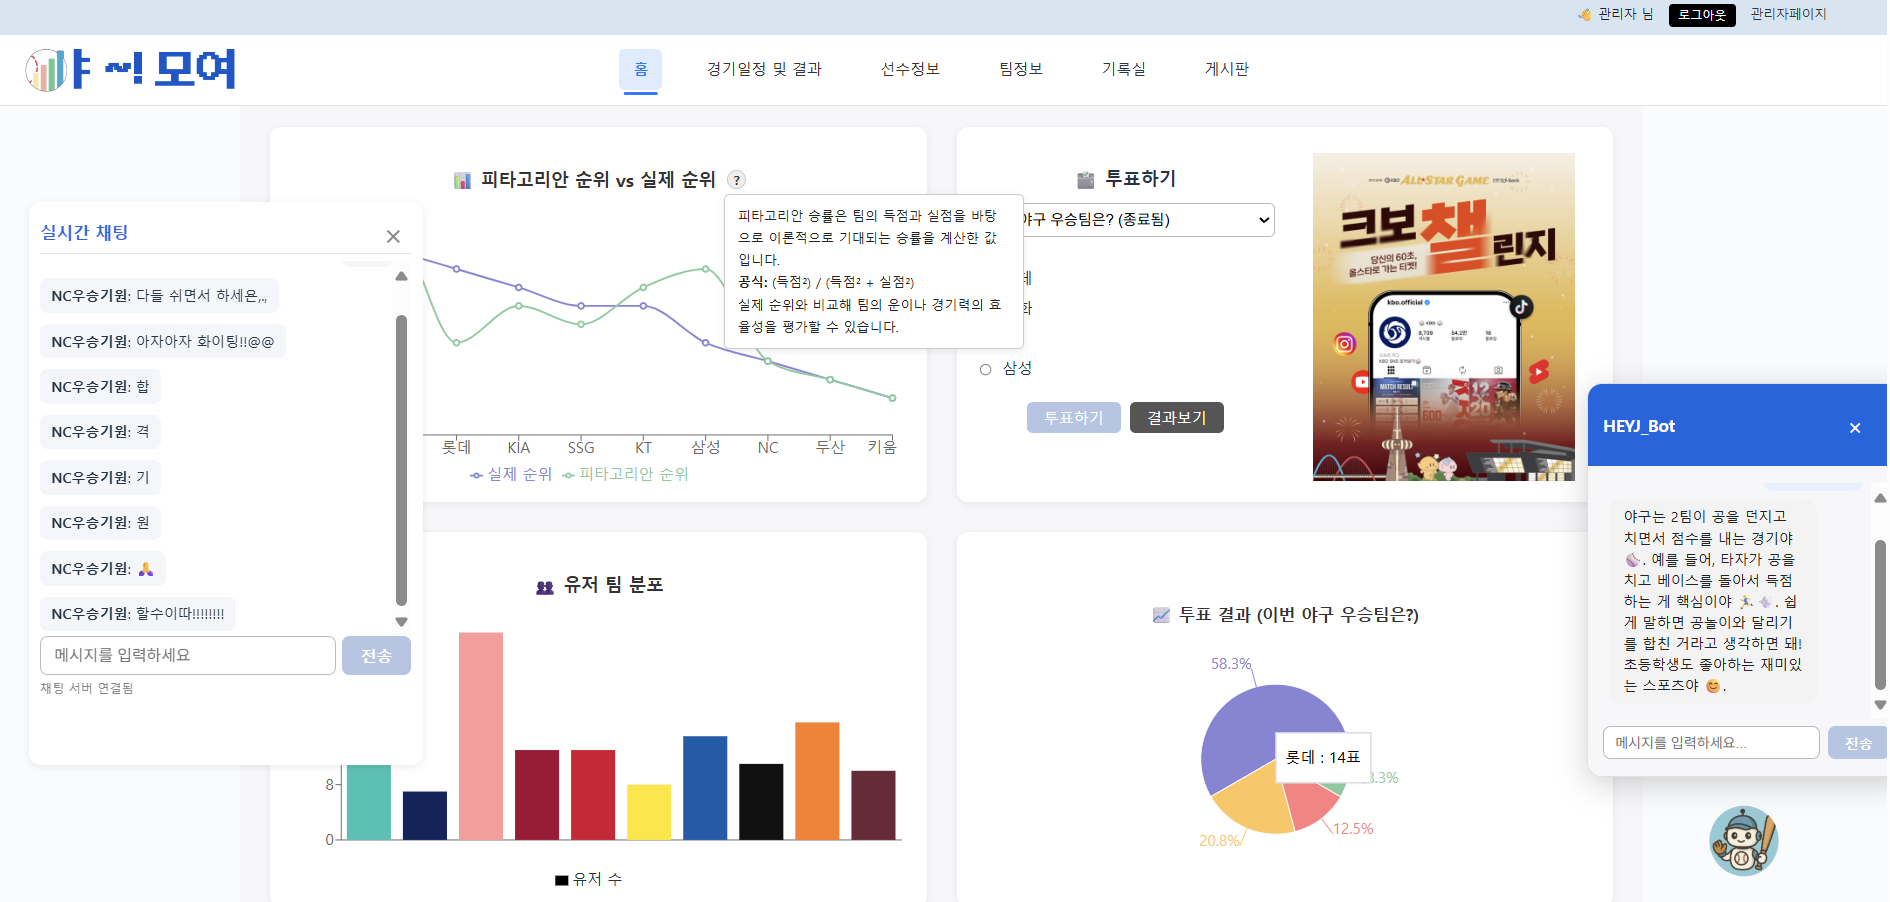 관리자 님
로그아웃
관리자페이지
야 ~! 모여
홈
경기일정 및 결과
선수정보
팀정보
기록실
게시판
피타고리안 순위 vs 실제 순위 ?
피타고리안 승률은 팀의 득점과 실점을 바탕
으로 이론적으로 기대되는 승률을 계산한 값
입니다.
공식: (득점²) / (득점² + 실점²)
실제 순위와 비교해 팀의 운이나 경기력의 효
율성을 평가할 수 있습니다.
롯데
KIA
SSG
KT
삼성
NC
두산
키움
실제 순위
피타고리안 순위
투표하기
야구 우승팀은? (종료됨)
데
화
삼성
투표하기
결과보기
ALL★STAR GAME
크보 챌린지
당신의 60초,
올스타로 가는 티켓!
kbo.official
KBO
8,739
54.2만
16
MATCH RESULT
실시간 채팅
NC우승기원: 다들 쉬면서 하세욘,.,
NC우승기원: 아자아자 화이팅!!@@
NC우승기원: 합
NC우승기원: 격
NC우승기원: 기
NC우승기원: 원
NC우승기원: 🙏
NC우승기원: 할수이따!!!!!!!!
메시지를 입력하세요
전송
채팅 서버 연결됨
유저 팀 분포
8
0
유저 수
투표 결과 (이번 야구 우승팀은?)
58.3%
롯데 : 14표
8.3%
12.5%
20.8%
HEYJ_Bot
야구는 2팀이 공을 던지고
치면서 점수를 내는 경기야
⚾. 예를 들어, 타자가 공을
치고 베이스를 돌아서 득점
하는 게 핵심이야 🏃‍♂️💨. 쉽
게 말하면 공놀이와 달리기
를 합친 거라고 생각하면 돼!
초등학생도 좋아하는 재미있
는 스포츠야 😊.
메시지를 입력하세요...
전송